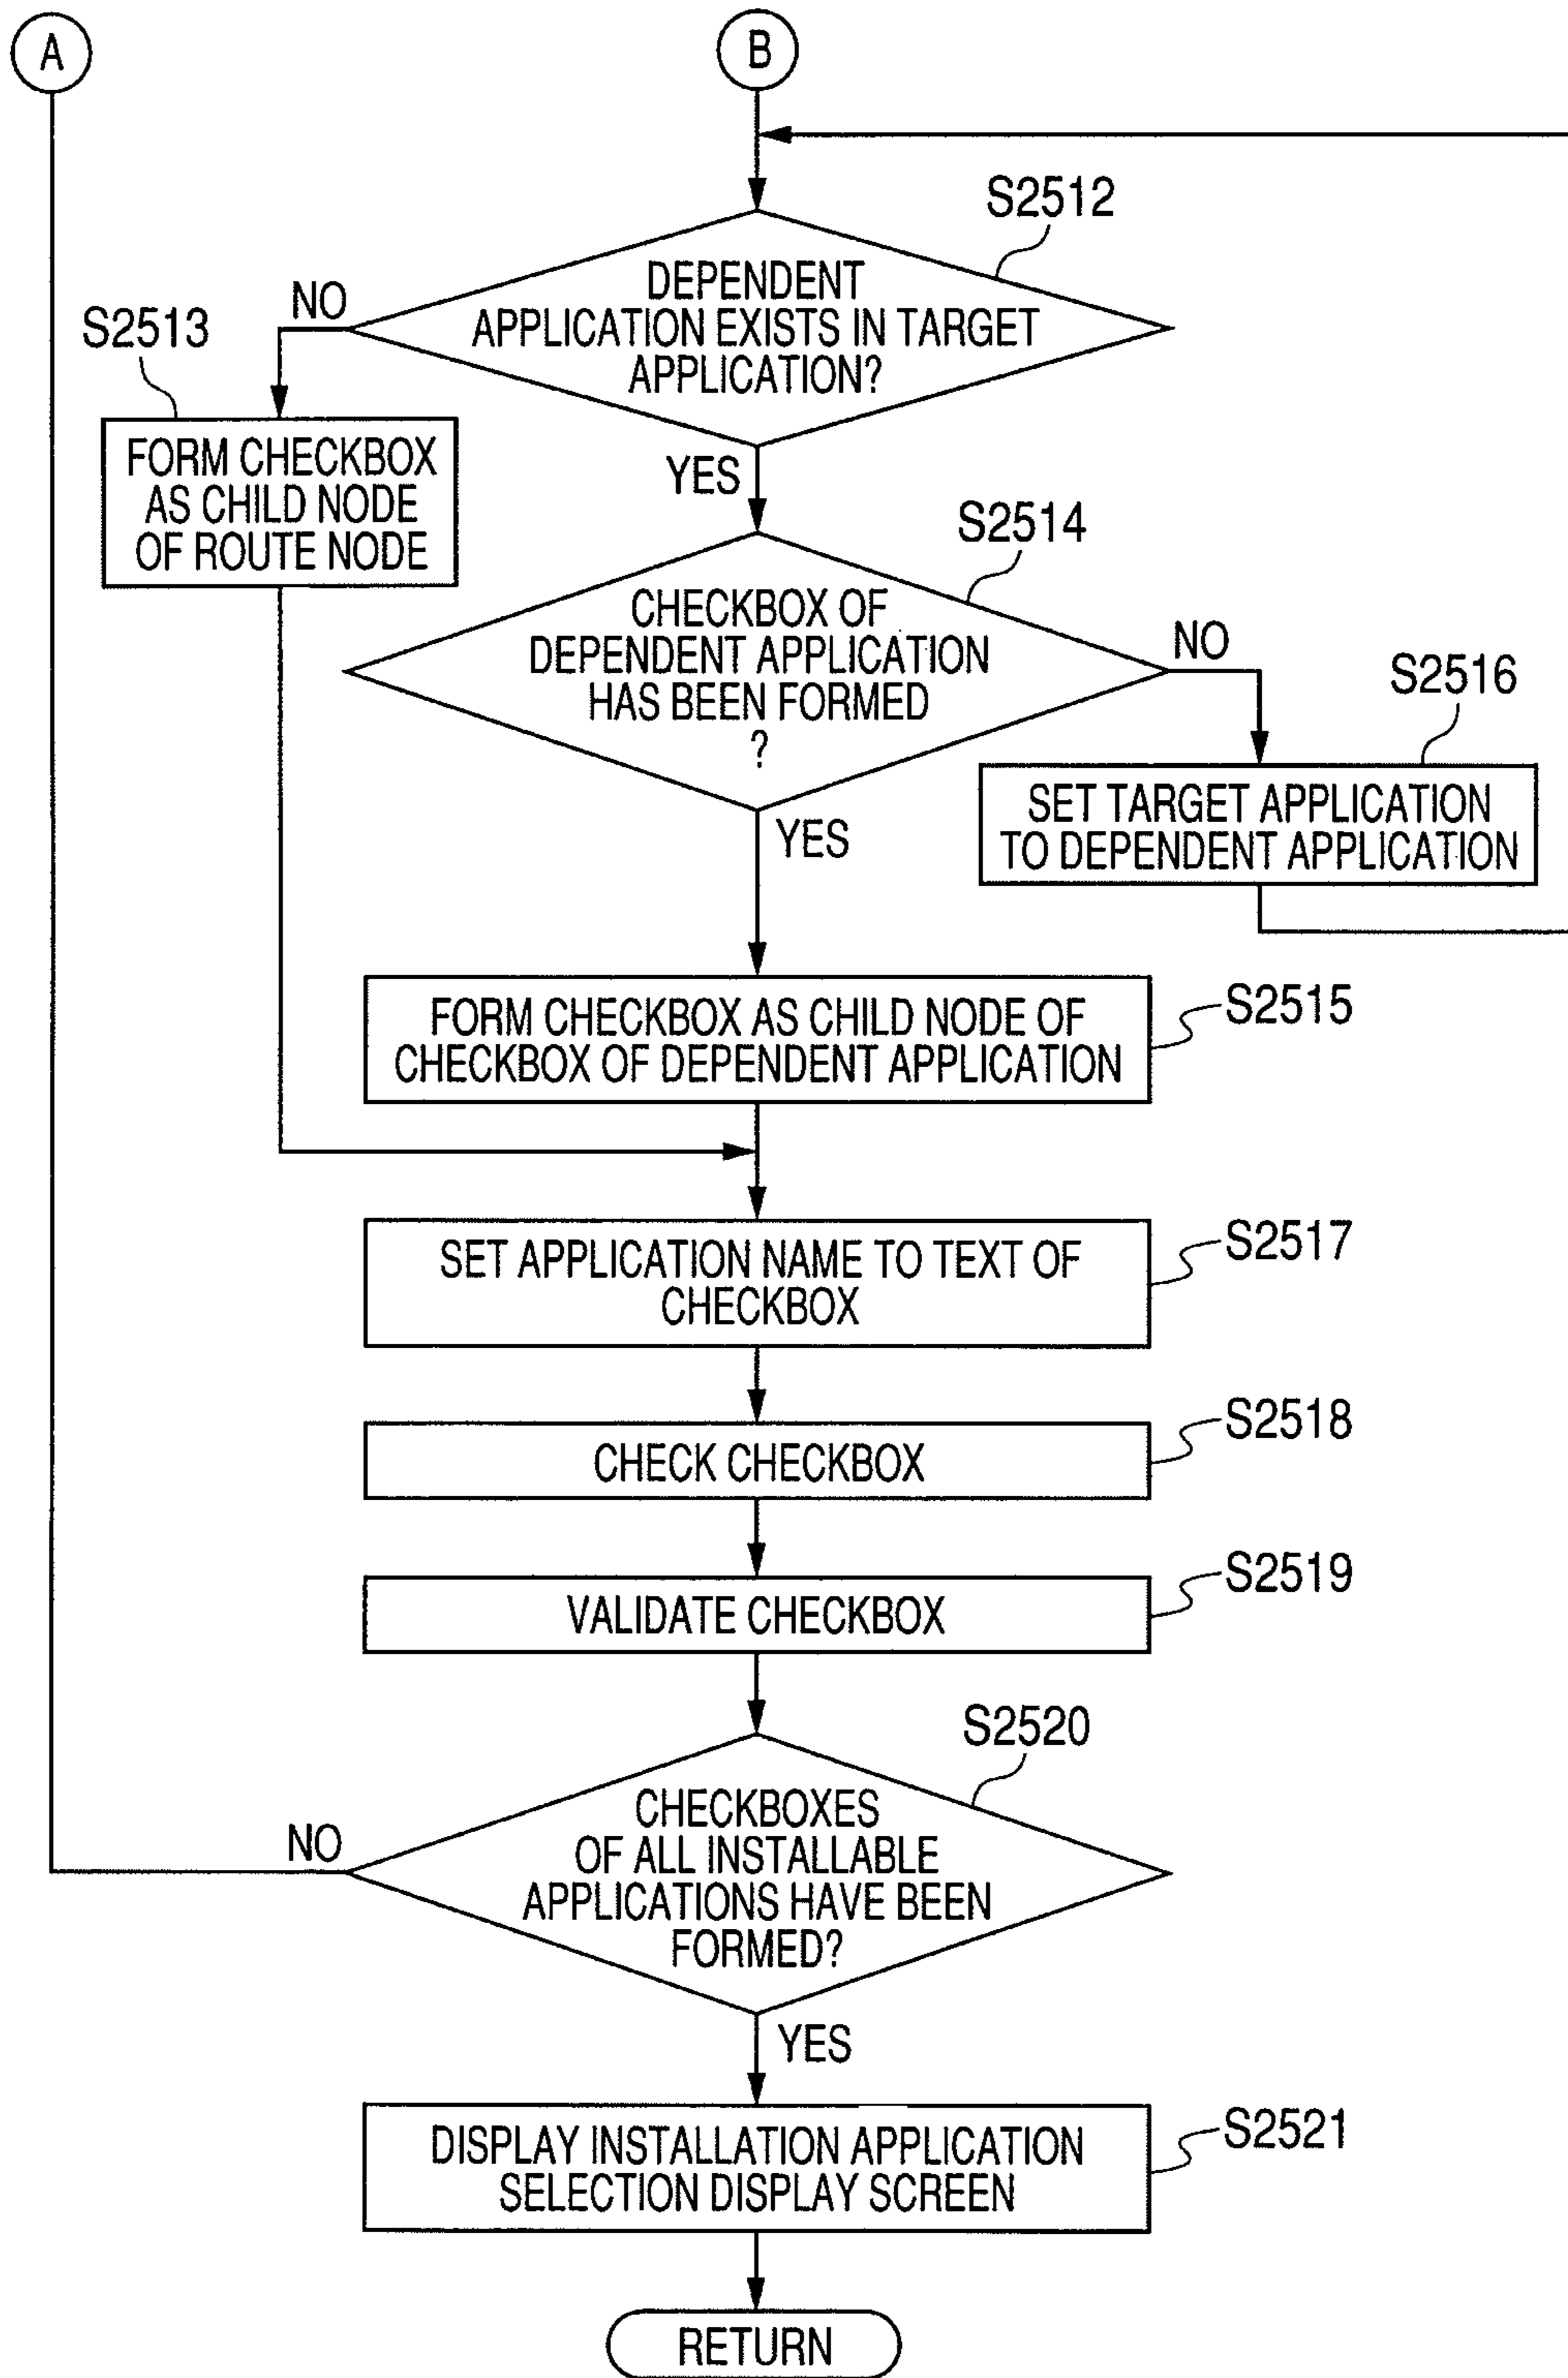 A
B
S2512
DEPENDENT
APPLICATION EXISTS IN TARGET
APPLICATION?
NO
S2513
FORM CHECKBOX
AS CHILD NODE
OF ROUTE NODE
YES
S2514
CHECKBOX OF
DEPENDENT APPLICATION
HAS BEEN FORMED
?
NO
S2516
SET TARGET APPLICATION
TO DEPENDENT APPLICATION
YES
FORM CHECKBOX AS CHILD NODE OF
CHECKBOX OF DEPENDENT APPLICATION
S2515
SET APPLICATION NAME TO TEXT OF
CHECKBOX
S2517
CHECK CHECKBOX
S2518
VALIDATE CHECKBOX
S2519
S2520
CHECKBOXES
OF ALL INSTALLABLE
APPLICATIONS HAVE BEEN
FORMED?
NO
YES
DISPLAY INSTALLATION APPLICATION
SELECTION DISPLAY SCREEN
S2521
RETURN